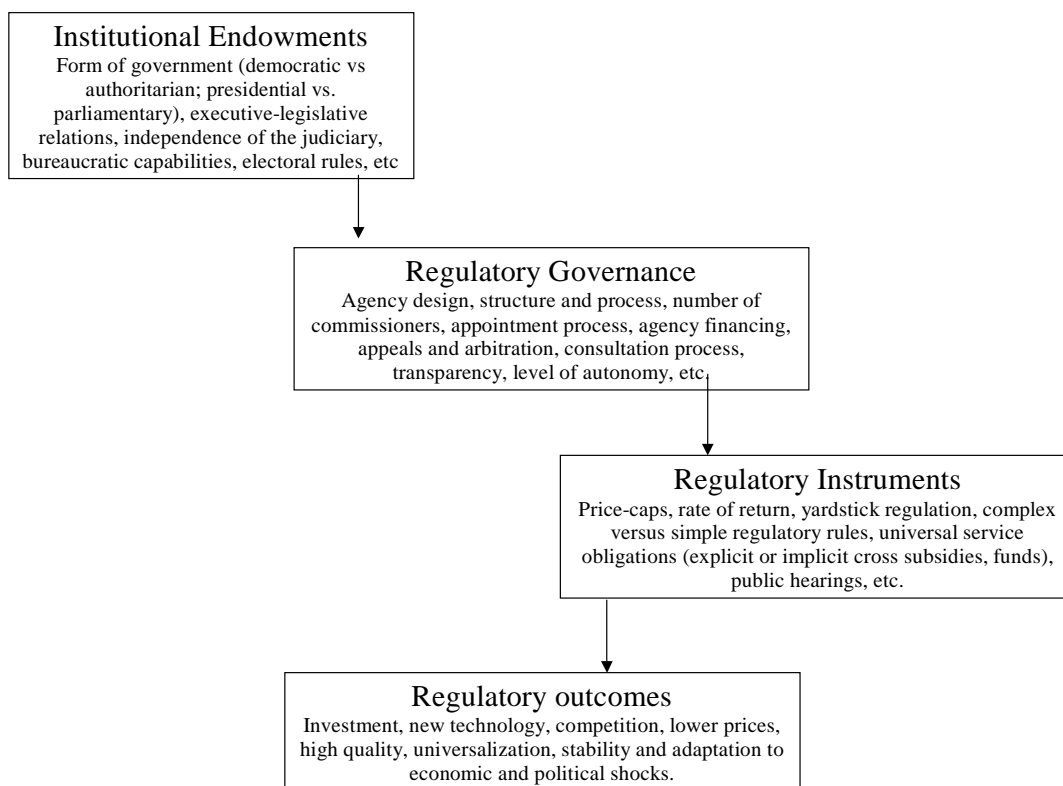 Institutional Endowments
Form of government (democratic vs
authoritarian; presidential vs.
parliamentary), executive-legislative
relations, independence of the judiciary,
bureaucratic capabilities, electoral rules, etc
Regulatory Governance
Agency design, structure and process, number of
commissioners, appointment process, agency financing,
appeals and arbitration, consultation process,
transparency, level of autonomy, etc.
Regulatory Instruments
Price-caps, rate of return, yardstick regulation, complex
versus simple regulatory rules, universal service
obligations (explicit or implicit cross subsidies, funds),
public hearings, etc.
Regulatory outcomes
Investment, new technology, competition, lower prices,
high quality, universalization, stability and adaptation to
economic and political shocks.